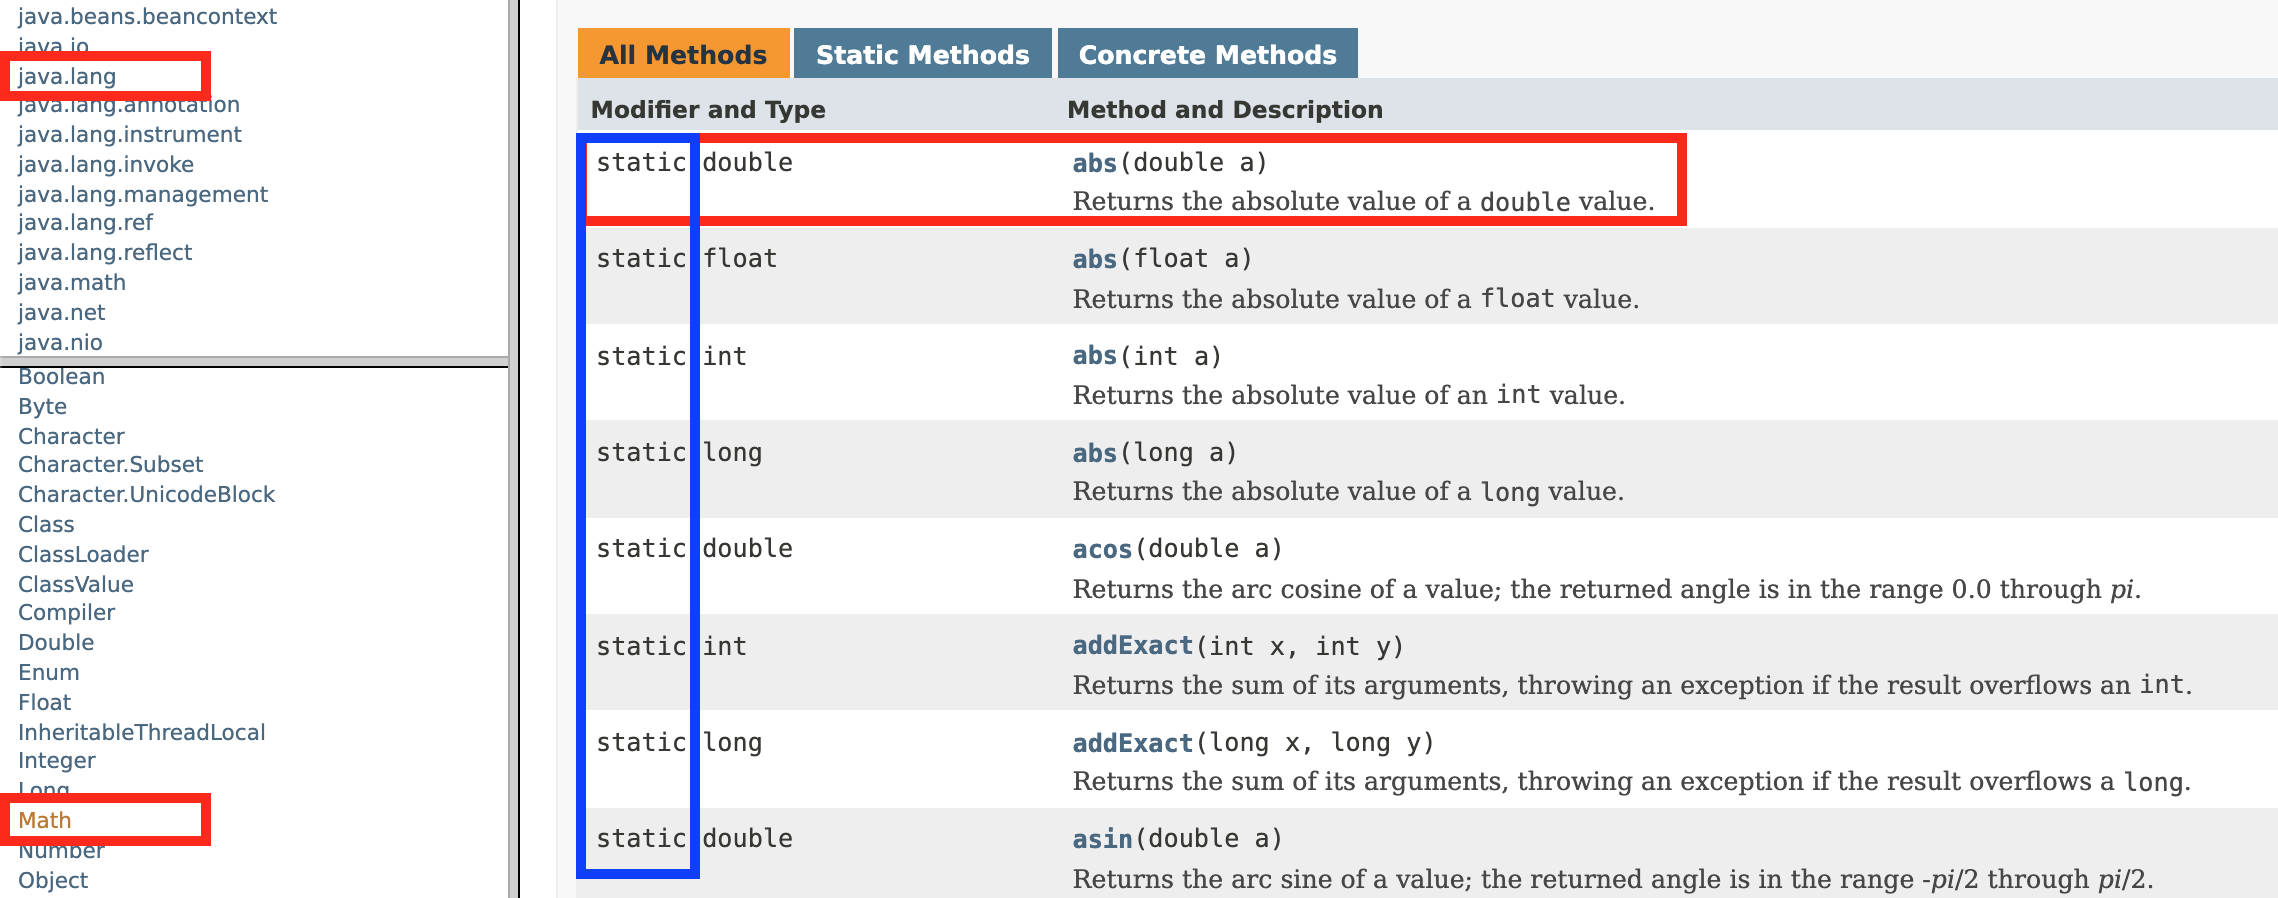 java.beans.beancontext
java.io
java.lang
java.lang.annotation
java.lang.instrument
java.lang.invoke
java.lang.management
java.lang.ref
java.lang.reflect
java.math
java.net
java.nio
Boolean
Byte
Character
Character.Subset
Character.UnicodeBlock
Class
ClassLoader
ClassValue
Compiler
Double
Enum
Float
InheritableThreadLocal
Integer
Long
Math
Number
Object
All Methods Static Methods Concrete Methods
Modifier and Type Method and Description
static double abs(double a)
Returns the absolute value of a double value.
static float abs(float a)
Returns the absolute value of a float value.
static int abs(int a)
Returns the absolute value of an int value.
static long abs(long a)
Returns the absolute value of a long value.
static double acos(double a)
Returns the arc cosine of a value; the returned angle is in the range 0.0 through pi.
static int addExact(int x, int y)
Returns the sum of its arguments, throwing an exception if the result overflows an int.
static long addExact(long x, long y)
Returns the sum of its arguments, throwing an exception if the result overflows a long.
static double asin(double a)
Returns the arc sine of a value; the returned angle is in the range -pi/2 through pi/2.